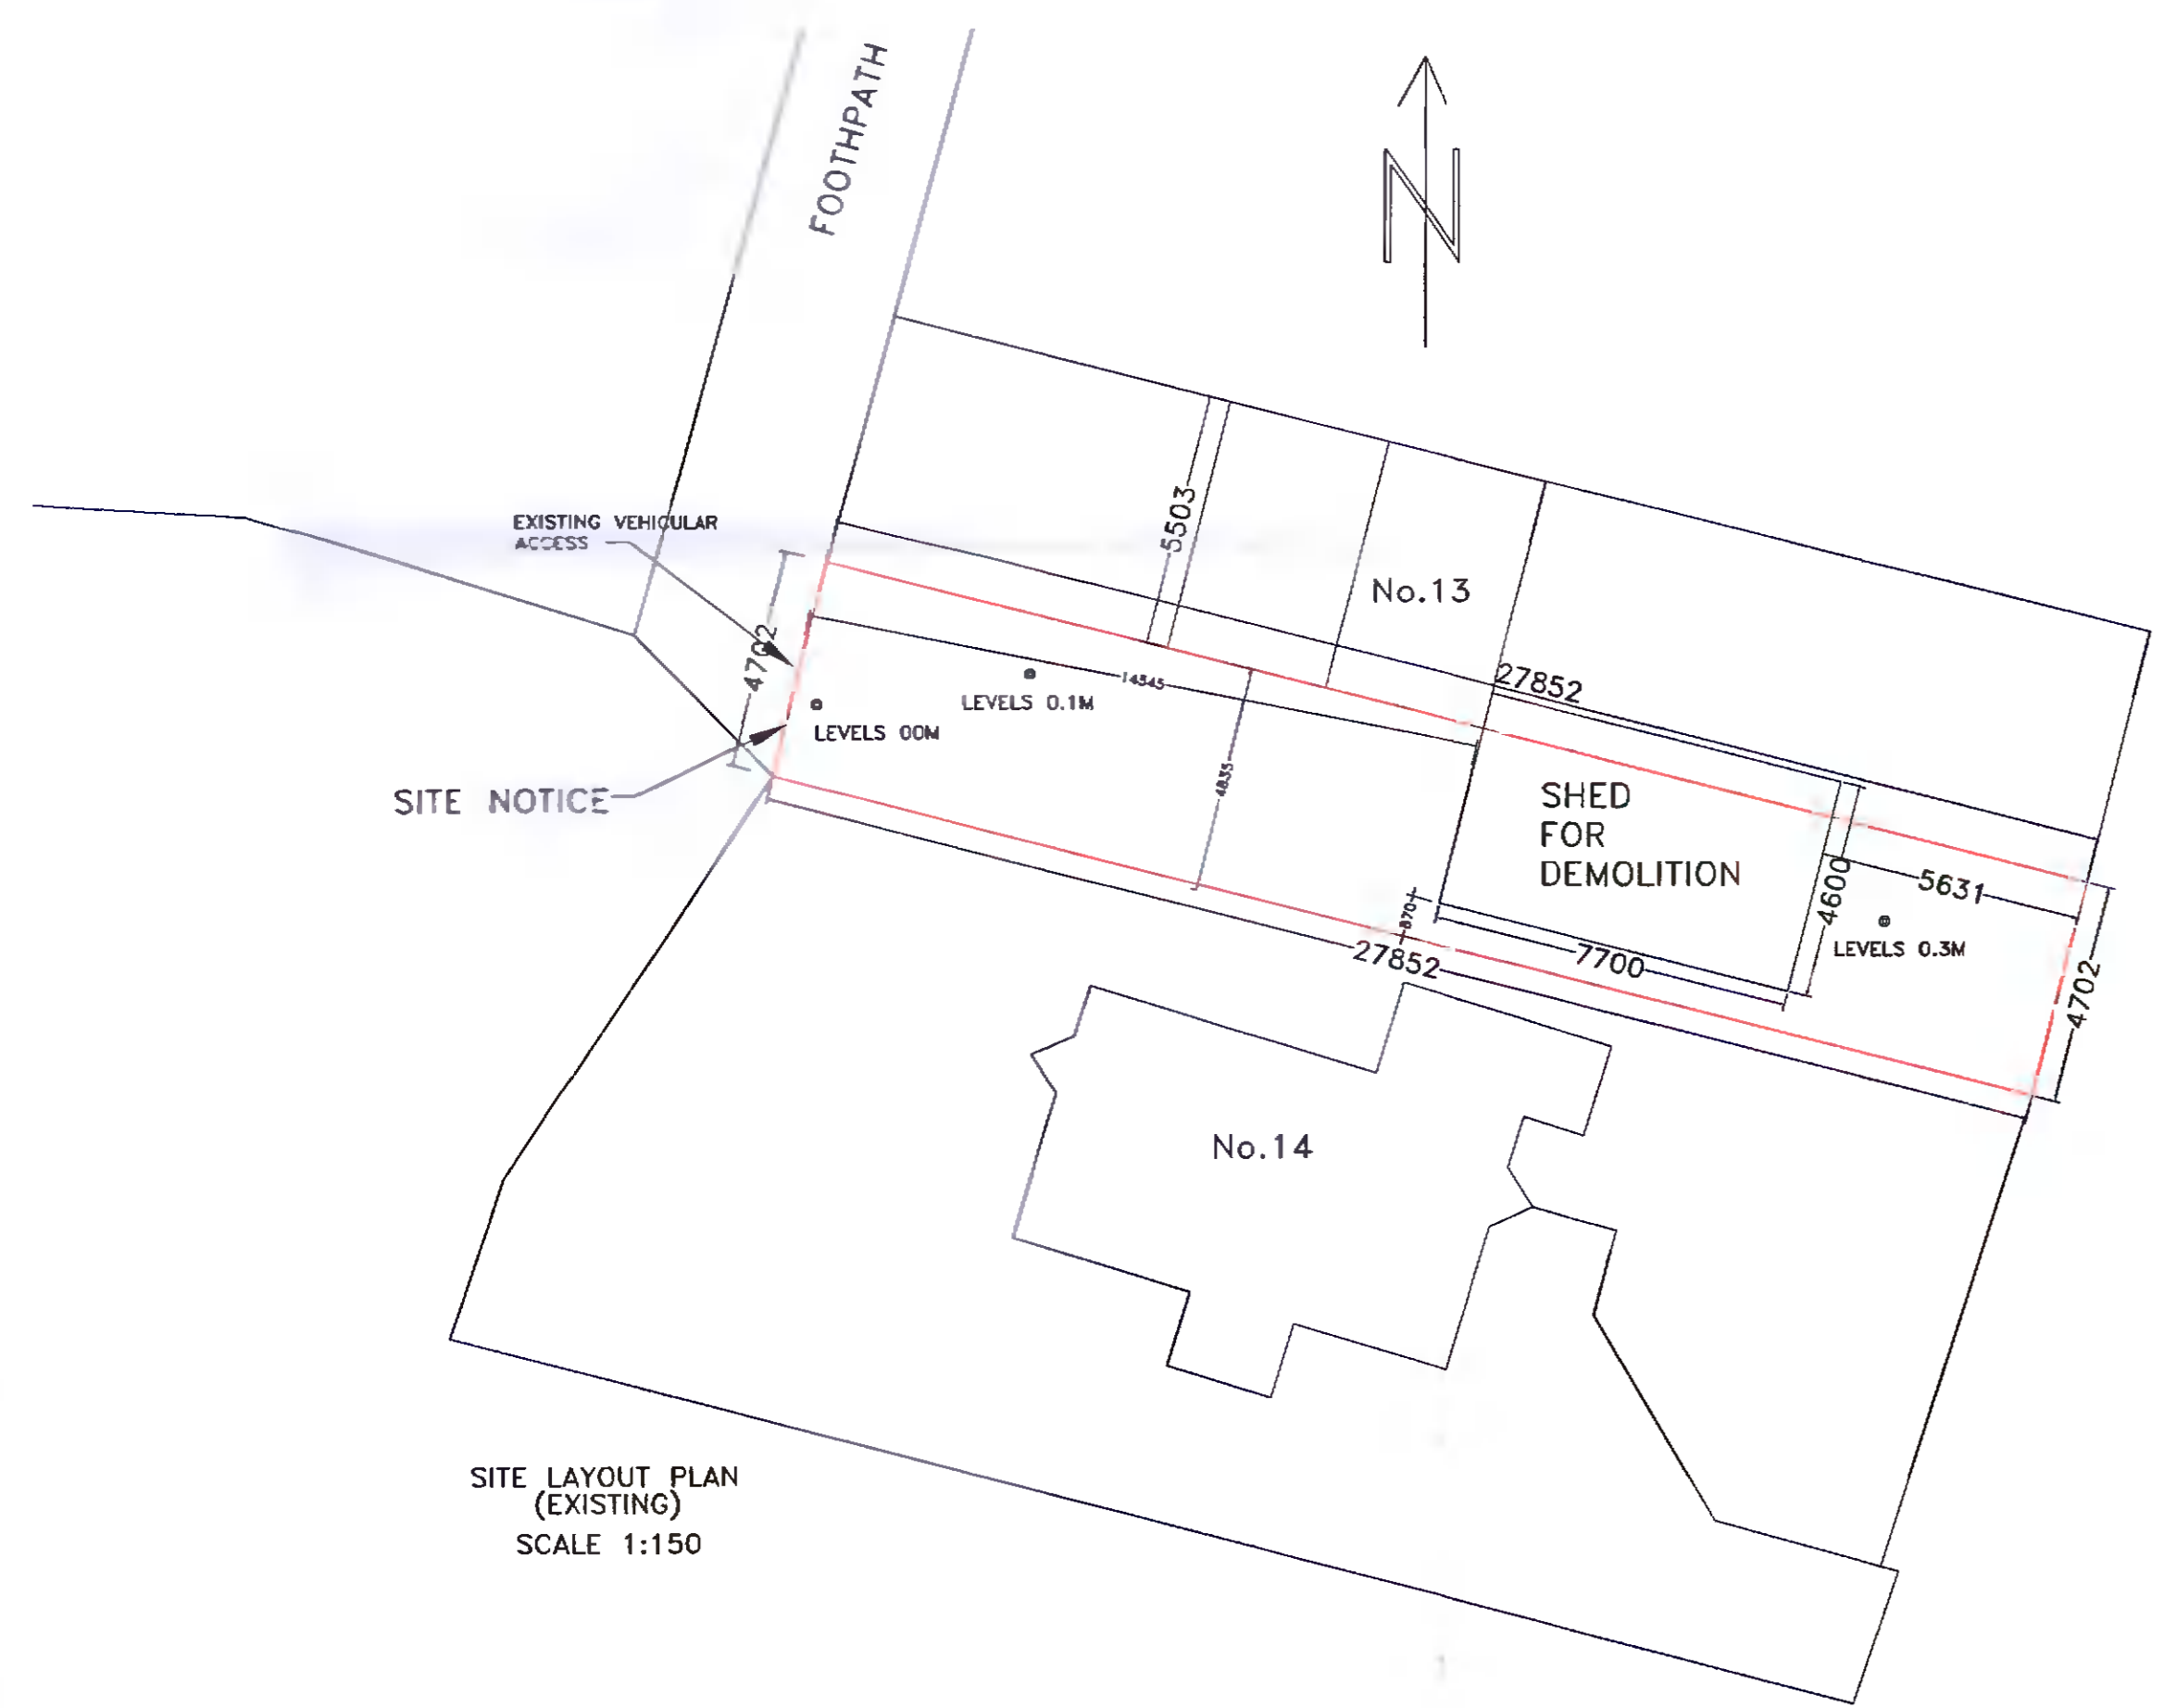 FOOTHPATH
N
EXISTING VEHICULAR
ACCESS
5503
No.13
4702
27852
14545
LEVELS 0.1M
LEVELS 00M
SITE NOTICE
4835
SHED
FOR
DEMOLITION
4600
5631
870
LEVELS 0.3M
27852
7700
4702
No.14
SITE LAYOUT PLAN
(EXISTING)
SCALE 1:150